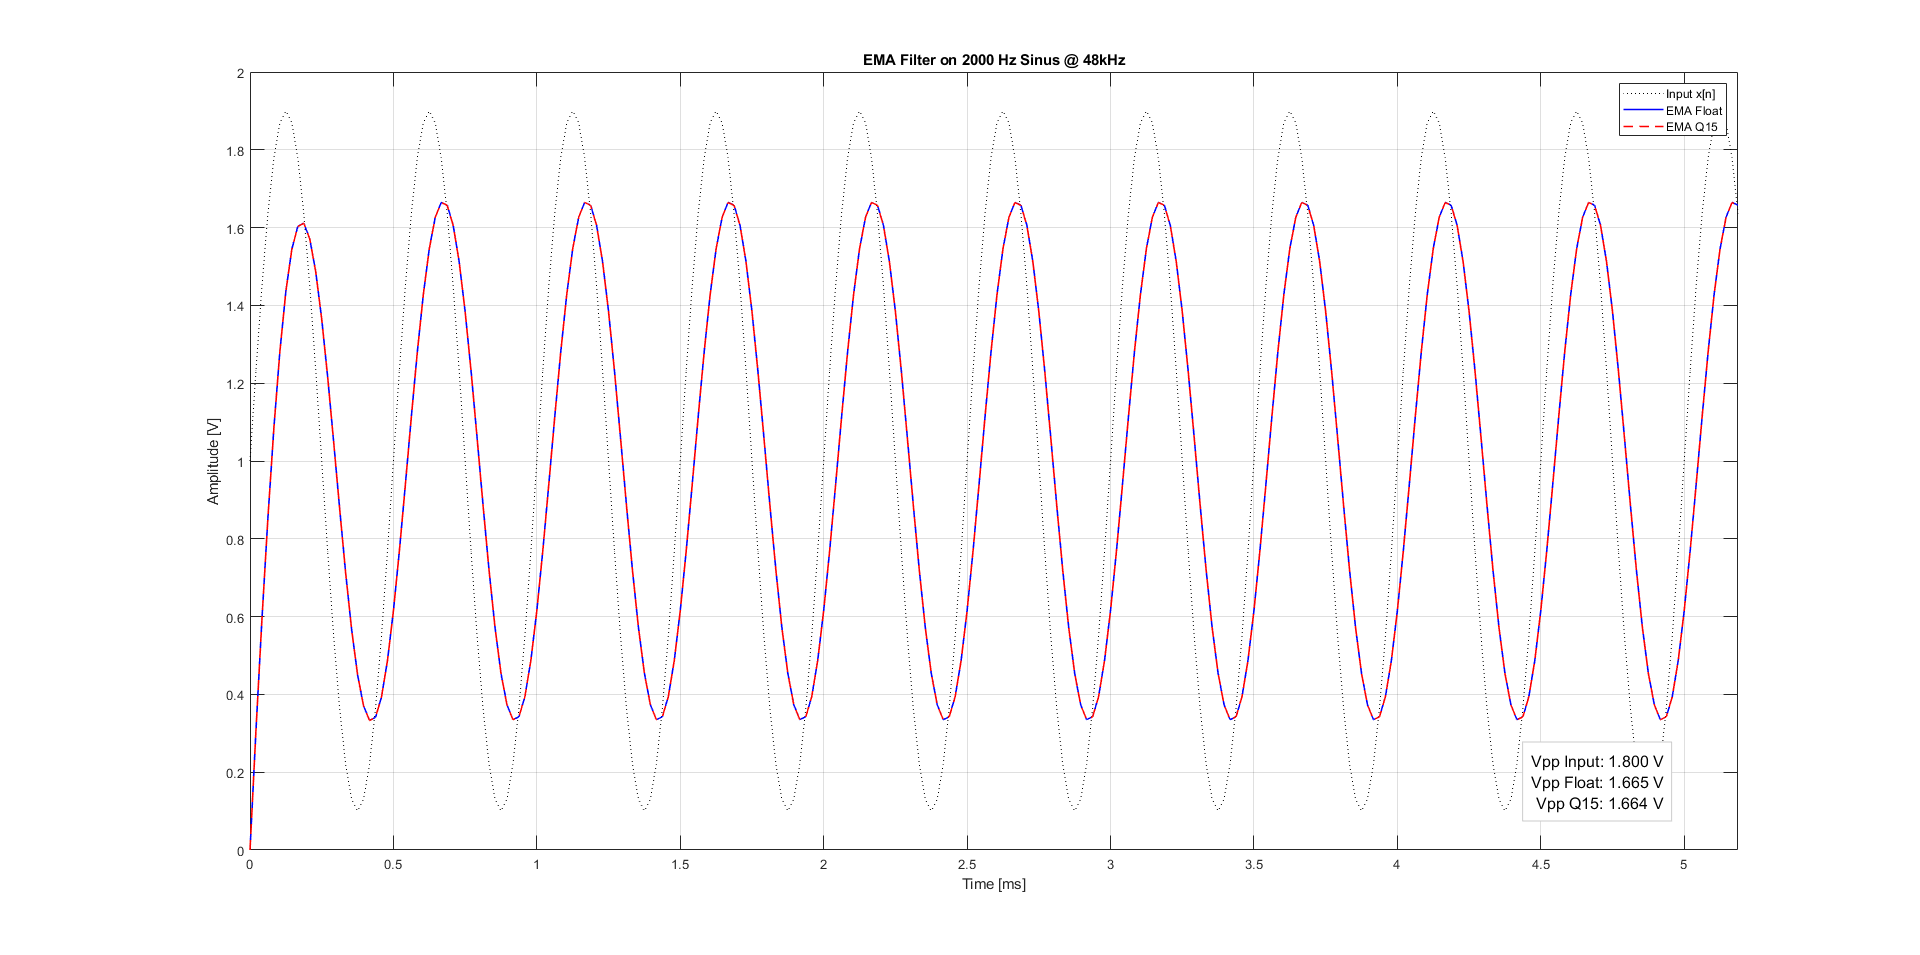 EMA Filter on 2000 Hz Sinus @ 48kHz
Input x[n]
EMA Float
EMA Q15
2
1.8
1.6
1.4
1.2
1
0.8
0.6
0.4
0.2
0
Amplitude [V]
Vpp Input: 1.800 V
Vpp Float: 1.665 V
Vpp Q15: 1.664 V
0 0.5 1 1.5 2 2.5 3 3.5 4 4.5 5
Time [ms]